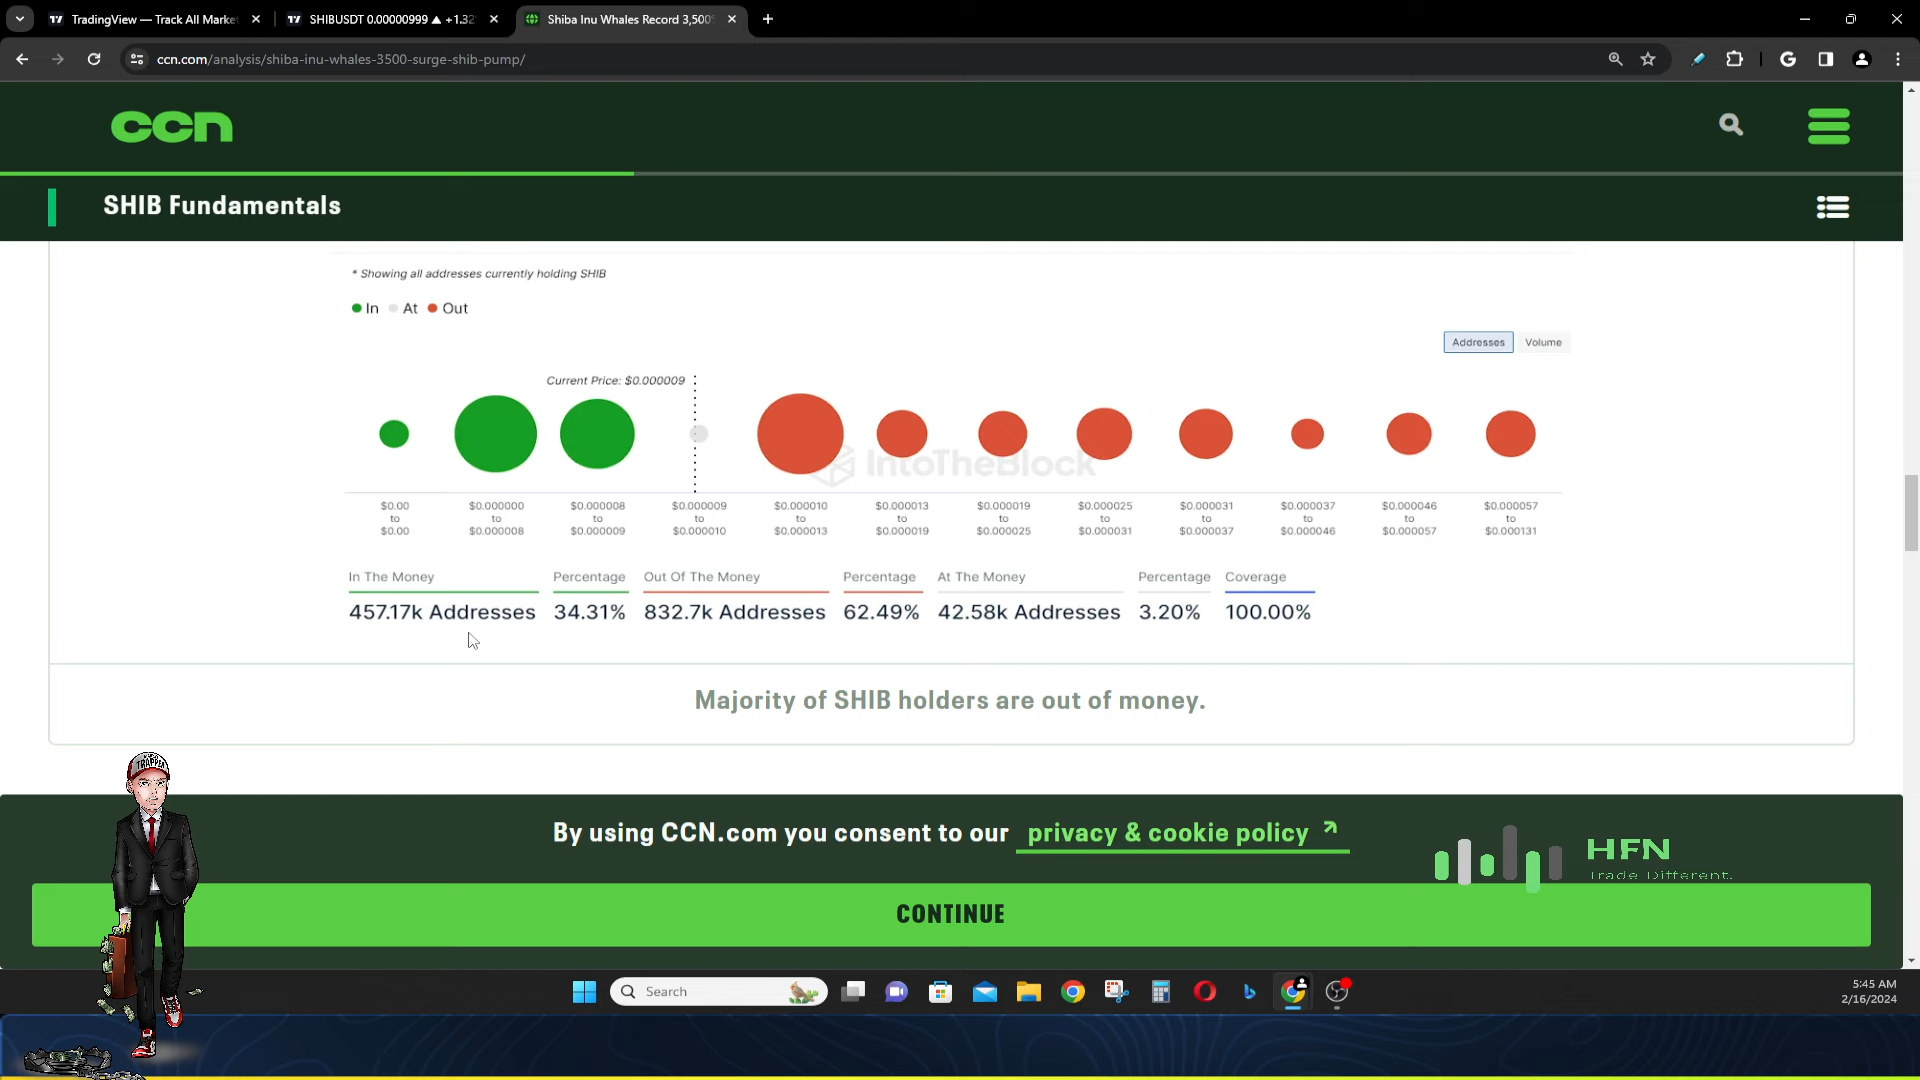 TradingView — Track All Marke
SHIBUSDT 0.00000999 ▲ +1.32
Shiba Inu Whales Record 3,500
ccn.com/analysis/shiba-inu-whales-3500-surge-shib-pump/
ccn
SHIB Fundamentals
* Showing all addresses currently holding SHIB
In At Out
Addresses Volume
Current Price: $0.000009
IntoTheBlock
$0.00 $0.000000 $0.000008 $0.000009 $0.000010 $0.000013 $0.000019 $0.000025 $0.000031 $0.000037 $0.000046 $0.000057
to to to to to to to to to to to to
$0.00 $0.000008 $0.000009 $0.000010 $0.000013 $0.000019 $0.000025 $0.000031 $0.000037 $0.000046 $0.000057 $0.000131
In The Money Percentage Out Of The Money Percentage At The Money Percentage Coverage
457.17k Addresses 34.31% 832.7k Addresses 62.49% 42.58k Addresses 3.20% 100.00%
Majority of SHIB holders are out of money.
TRAPPER
By using CCN.com you consent to our privacy & cookie policy
HFN
Trade Different.
CONTINUE
Search
5:45 AM
2/16/2024